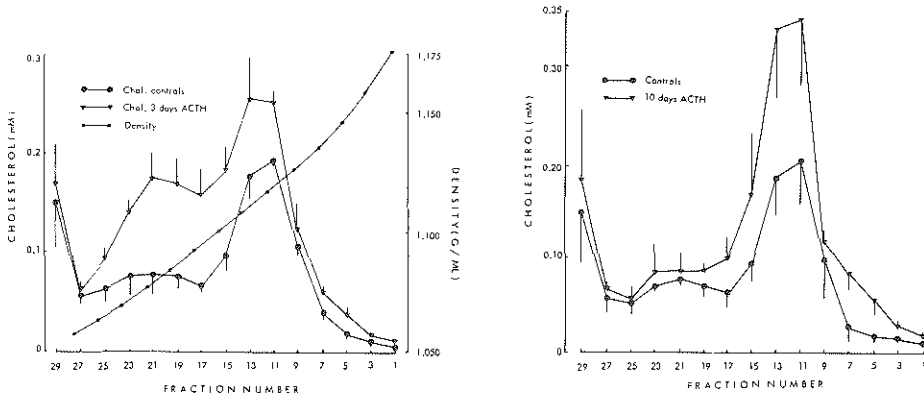 0.3
0.2
0.1
0
CHOLESTEROL (mM)
Chol. controls
Chol. 3 days ACTH
Density
1,175
1,150
1,100
1,050
DENSITY (G/ML)
29 27 25 23 21 19 17 15 13 11 9 7 5 3 1
FRACTION NUMBER
0.35
0.30
0.20
0.10
0
CHOLESTEROL (mM)
Controls
10 days ACTH
29 27 25 23 21 19 17 15 13 11 9 7 5 3 1
FRACTION NUMBER